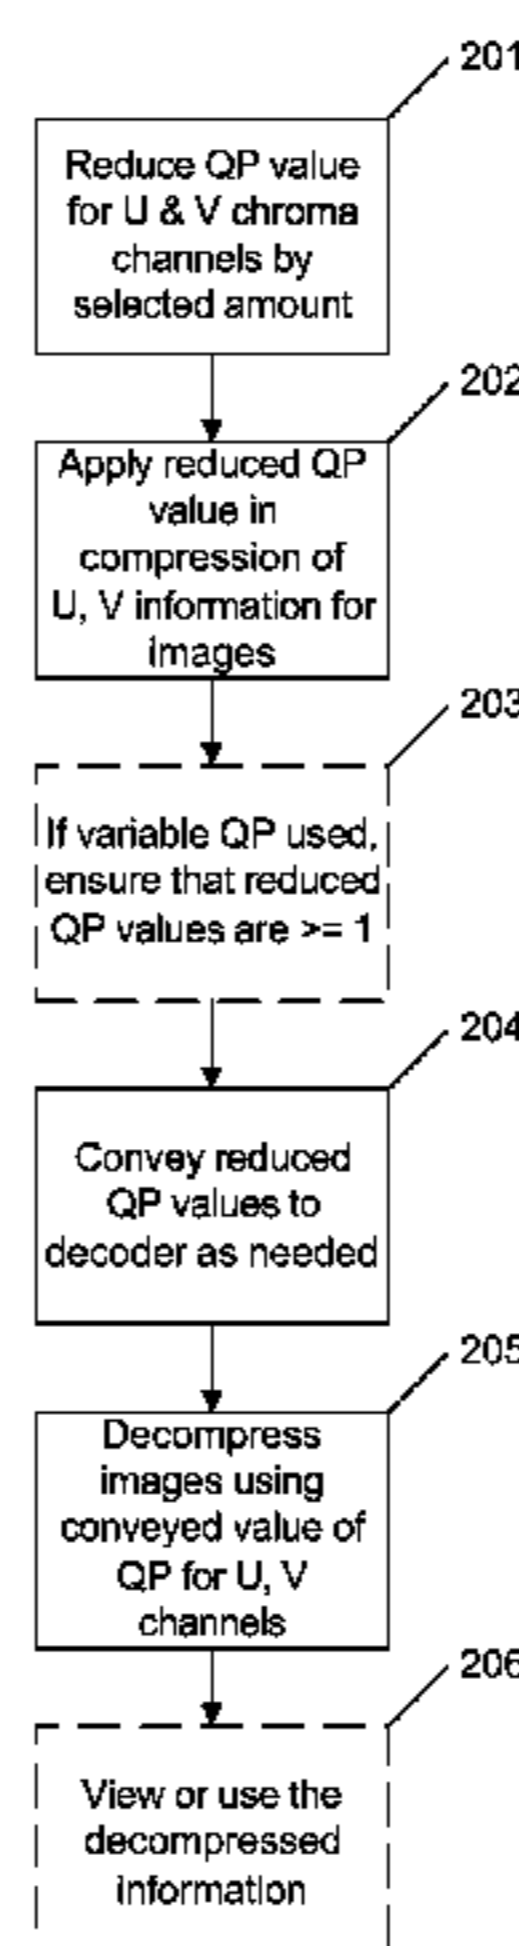 201
Reduce QP value
for U & V chroma
channels by
selected amount
202
Apply reduced QP
value in
compression of
U, V information for
images
203
If variable QP used,
ensure that reduced
QP values are >= 1
204
Convey reduced
QP values to
decoder as needed
205
Decompress
images using
conveyed value of
QP for U, V
channels
206
View or use the
decompressed
information